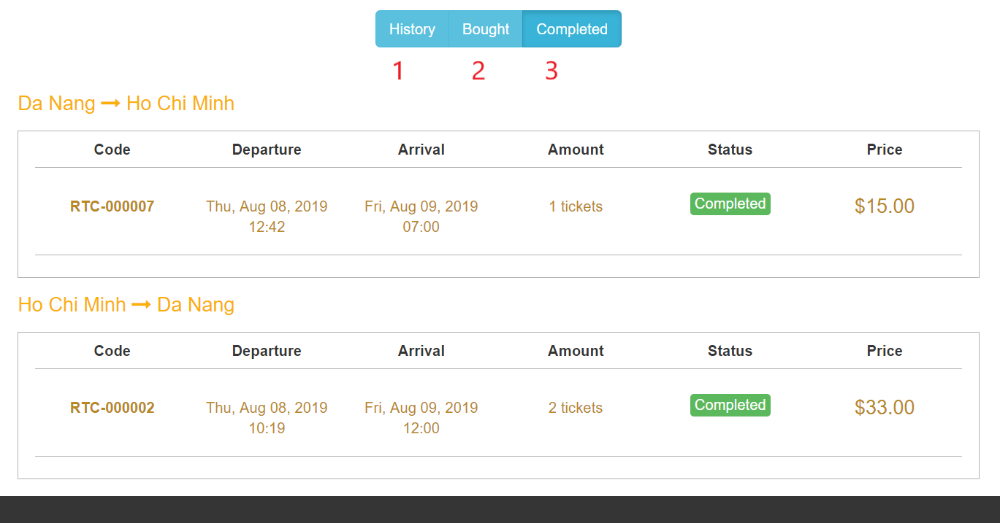 History Bought Completed
1 2 3
Da Nang → Ho Chi Minh
Code Departure Arrival Amount Status Price
RTC-000007 Thu, Aug 08, 2019 Fri, Aug 09, 2019 1 tickets Completed $15.00
12:42 07:00
Ho Chi Minh → Da Nang
Code Departure Arrival Amount Status Price
RTC-000002 Thu, Aug 08, 2019 Fri, Aug 09, 2019 2 tickets Completed $33.00
10:19 12:00